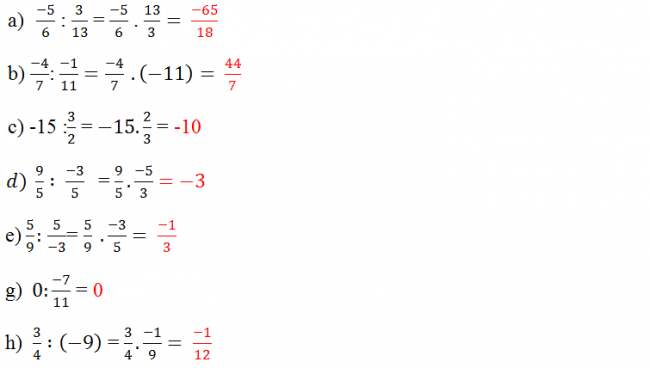 a) −5/6 : 3/13 = −5/6 . 13/3 = −65/18
b) −4/7 : −1/11 = −4/7 . (−11) = 44/7
c) -15 : 3/2 = −15. 2/3 = -10
d) 9/5 : −3/5 = 9/5 . −5/3 = −3
e) 5/9 : 5/−3 = 5/9 . −3/5 = −1/3
g) 0: −7/11 = 0
h) 3/4 : (−9) = 3/4 . −1/9 = −1/12